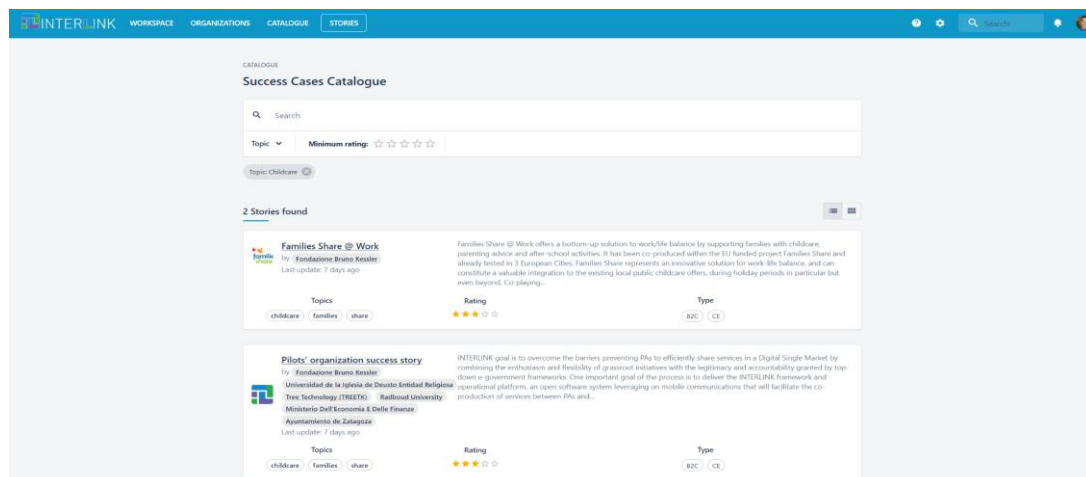 INTERLINK WORKSPACE ORGANIZATIONS CATALOGUE STORIES Search
CATALOGUE
Success Cases Catalogue
Search
Topic Minimum rating:
Topic: Childcare
2 Stories found
Families Share @ Work
by Fondazione Bruno Kessler
Last update: 7 days ago
Families Share @ Work offers a bottom-up solution to work/life balance by supporting families with childcare,
parenting advice and after-school activities. It has been co-produced within the EU funded project Families Share and
already tested in 3 European Cities. Families Share represents an innovative solution for work-life balance, and can
constitute a valuable integration to the existing local public childcare offers, during holiday periods in particular but
even beyond. Co-playing...
Topics Rating Type
childcare families share B2C CE
Pilots' organization success story
by Fondazione Bruno Kessler
Universidad de la Iglesia de Deusto Entidad Religiosa
Tree Technology (TREETK) Radboud University
Ministerio Dell'Economia E Delle Finanze
Ayuntamiento de Zatagoza
Last update: 7 days ago
INTERLINK goal is to overcome the barriers preventing PAs to efficiently share services in a Digital Single Market by
combining the enthusiasm and flexibility of grassroot initiatives with the legitimacy and accountability granted by top-
down e-government frameworks. One important goal of the process is to deliver the INTERLINK framework and
operational platform, an open software system leveraging on mobile communications that will facilitate the co-
production of services between PAs and...
Topics Rating Type
childcare families share B2C CE